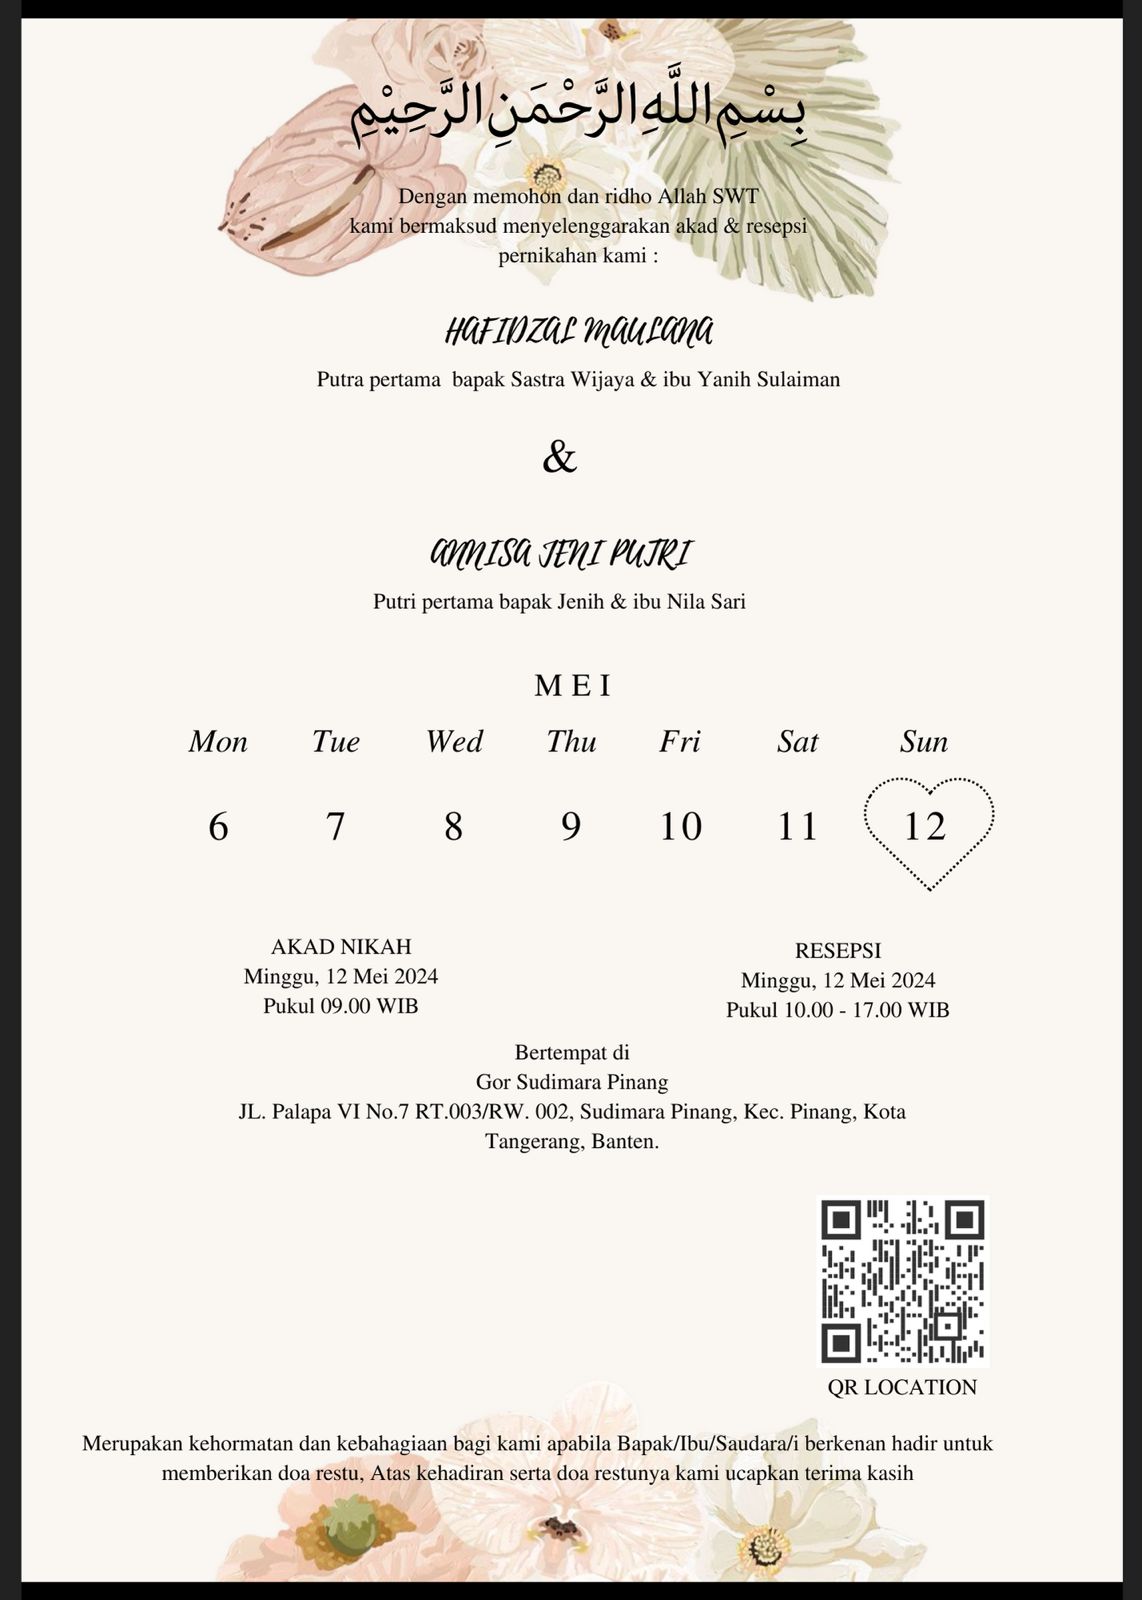 بِسْمِ اللَّهِ الرَّحْمَنِ الرَّحِيْمِ
Dengan memohon dan ridho Allah SWT
kami bermaksud menyelenggarakan akad & resepsi
pernikahan kami :
HAFIDZAL MAULANA
Putra pertama bapak Sastra Wijaya & ibu Yanih Sulaiman
&
ANNISA JENI PUTRI
Putri pertama bapak Jenih & ibu Nila Sari
MEI
Mon Tue Wed Thu Fri Sat Sun
6 7 8 9 10 11 12
AKAD NIKAH
Minggu, 12 Mei 2024
Pukul 09.00 WIB
RESEPSI
Minggu, 12 Mei 2024
Pukul 10.00 - 17.00 WIB
Bertempat di
Gor Sudimara Pinang
JL. Palapa VI No.7 RT.003/RW. 002, Sudimara Pinang, Kec. Pinang, Kota
Tangerang, Banten.
QR LOCATION
Merupakan kehormatan dan kebahagiaan bagi kami apabila Bapak/Ibu/Saudara/i berkenan hadir untuk
memberikan doa restu, Atas kehadiran serta doa restunya kami ucapkan terima kasih